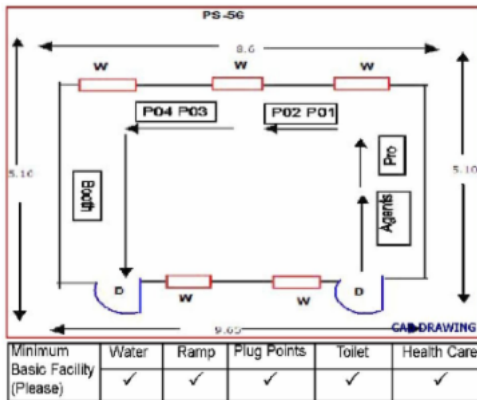 PS-56
8.6
W W W
P04 P03 P02 P01
5.10
Pro
5.10
Booth
Agents
D W W D
9.65
CAD DRAWING
Minimum Basic Facility (Please) Water Ramp Plug Points Toilet Health Care
✓ ✓ ✓ ✓ ✓